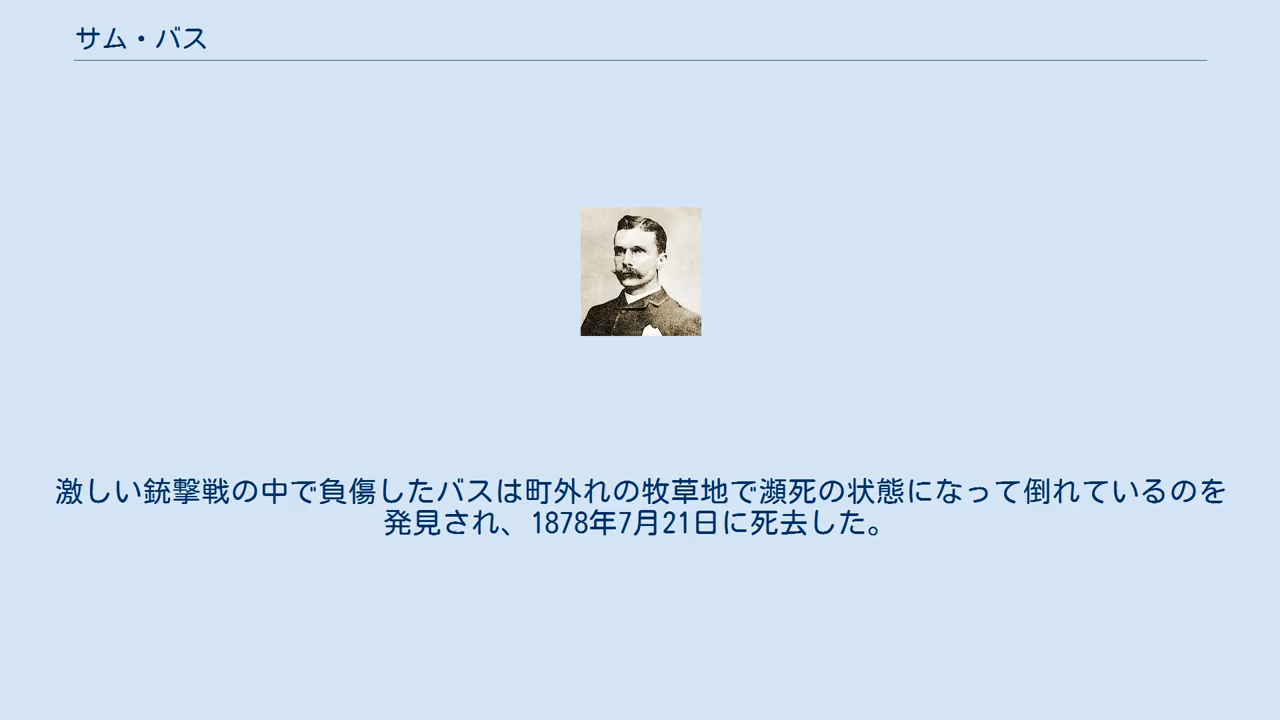 サム・バス
激しい銃撃戦の中で負傷したバスは町外れの牧草地で瀕死の状態になって倒れているのを
発見され、1878年7月21日に死去した。